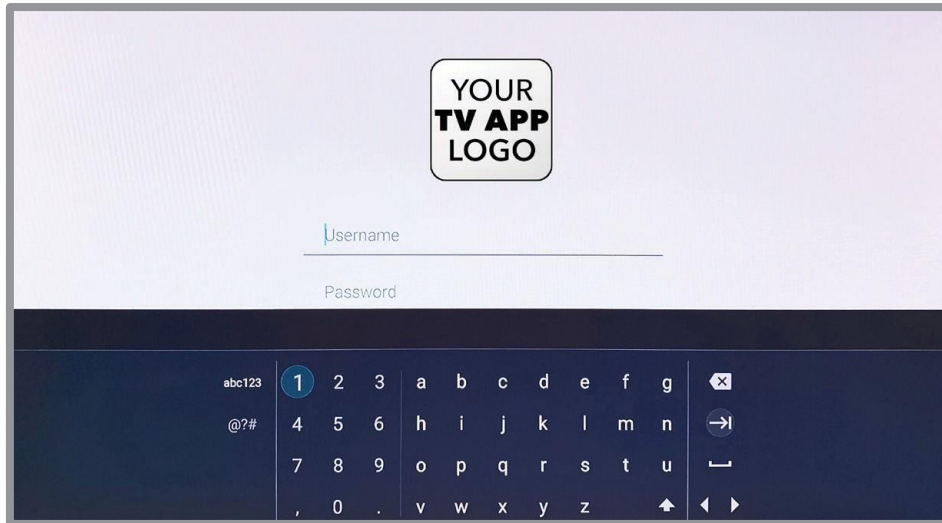 YOUR
TV APP
LOGO
Username
Password
abc123 1 2 3 a b c d e f g
@?# 4 5 6 h i j k l m n
7 8 9 o p q r s t u
, 0 . v w x y z